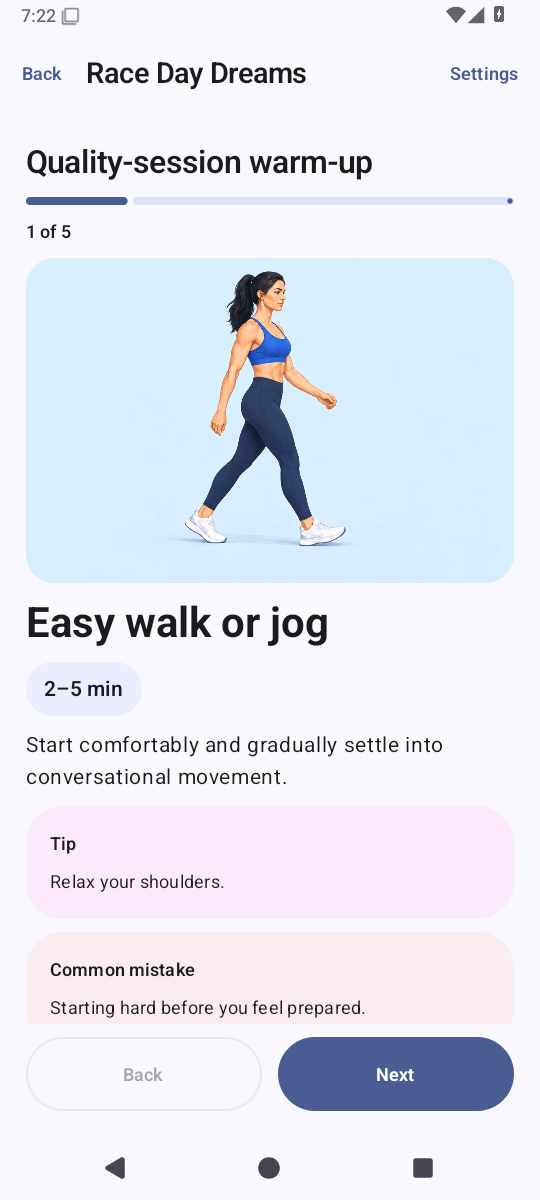 7:22
Back
Race Day Dreams
Settings
Quality-session warm-up
1 of 5
Easy walk or jog
2–5 min
Start comfortably and gradually settle into
conversational movement.
Tip
Relax your shoulders.
Common mistake
Starting hard before you feel prepared.
Back
Next